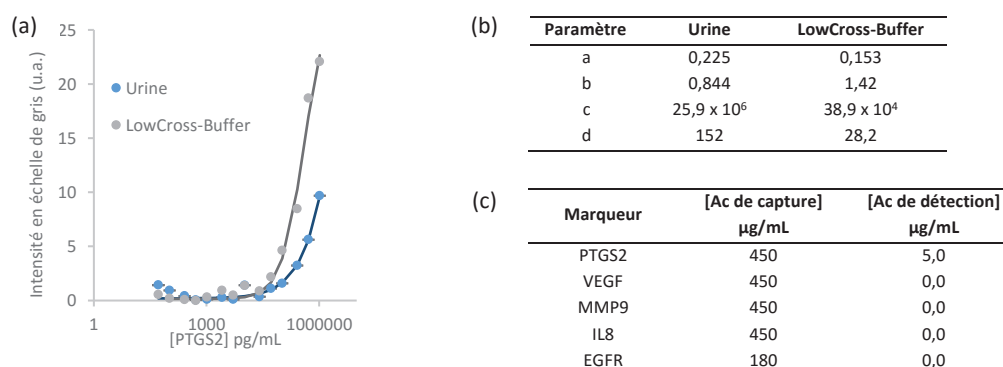 (a)
Intensité en échelle de gris (u.a.)
25
20
15
10
5
0
Urine
LowCross-Buffer
1
1000
1000000
[PTGS2] pg/mL
(b)
Paramètre Urine LowCross-Buffer
a 0,225 0,153
b 0,844 1,42
c 25,9 x 10⁶ 38,9 x 10⁴
d 152 28,2
(c)
Marqueur [Ac de capture] [Ac de détection]
µg/mL µg/mL
PTGS2 450 5,0
VEGF 450 0,0
MMP9 450 0,0
IL8 450 0,0
EGFR 180 0,0